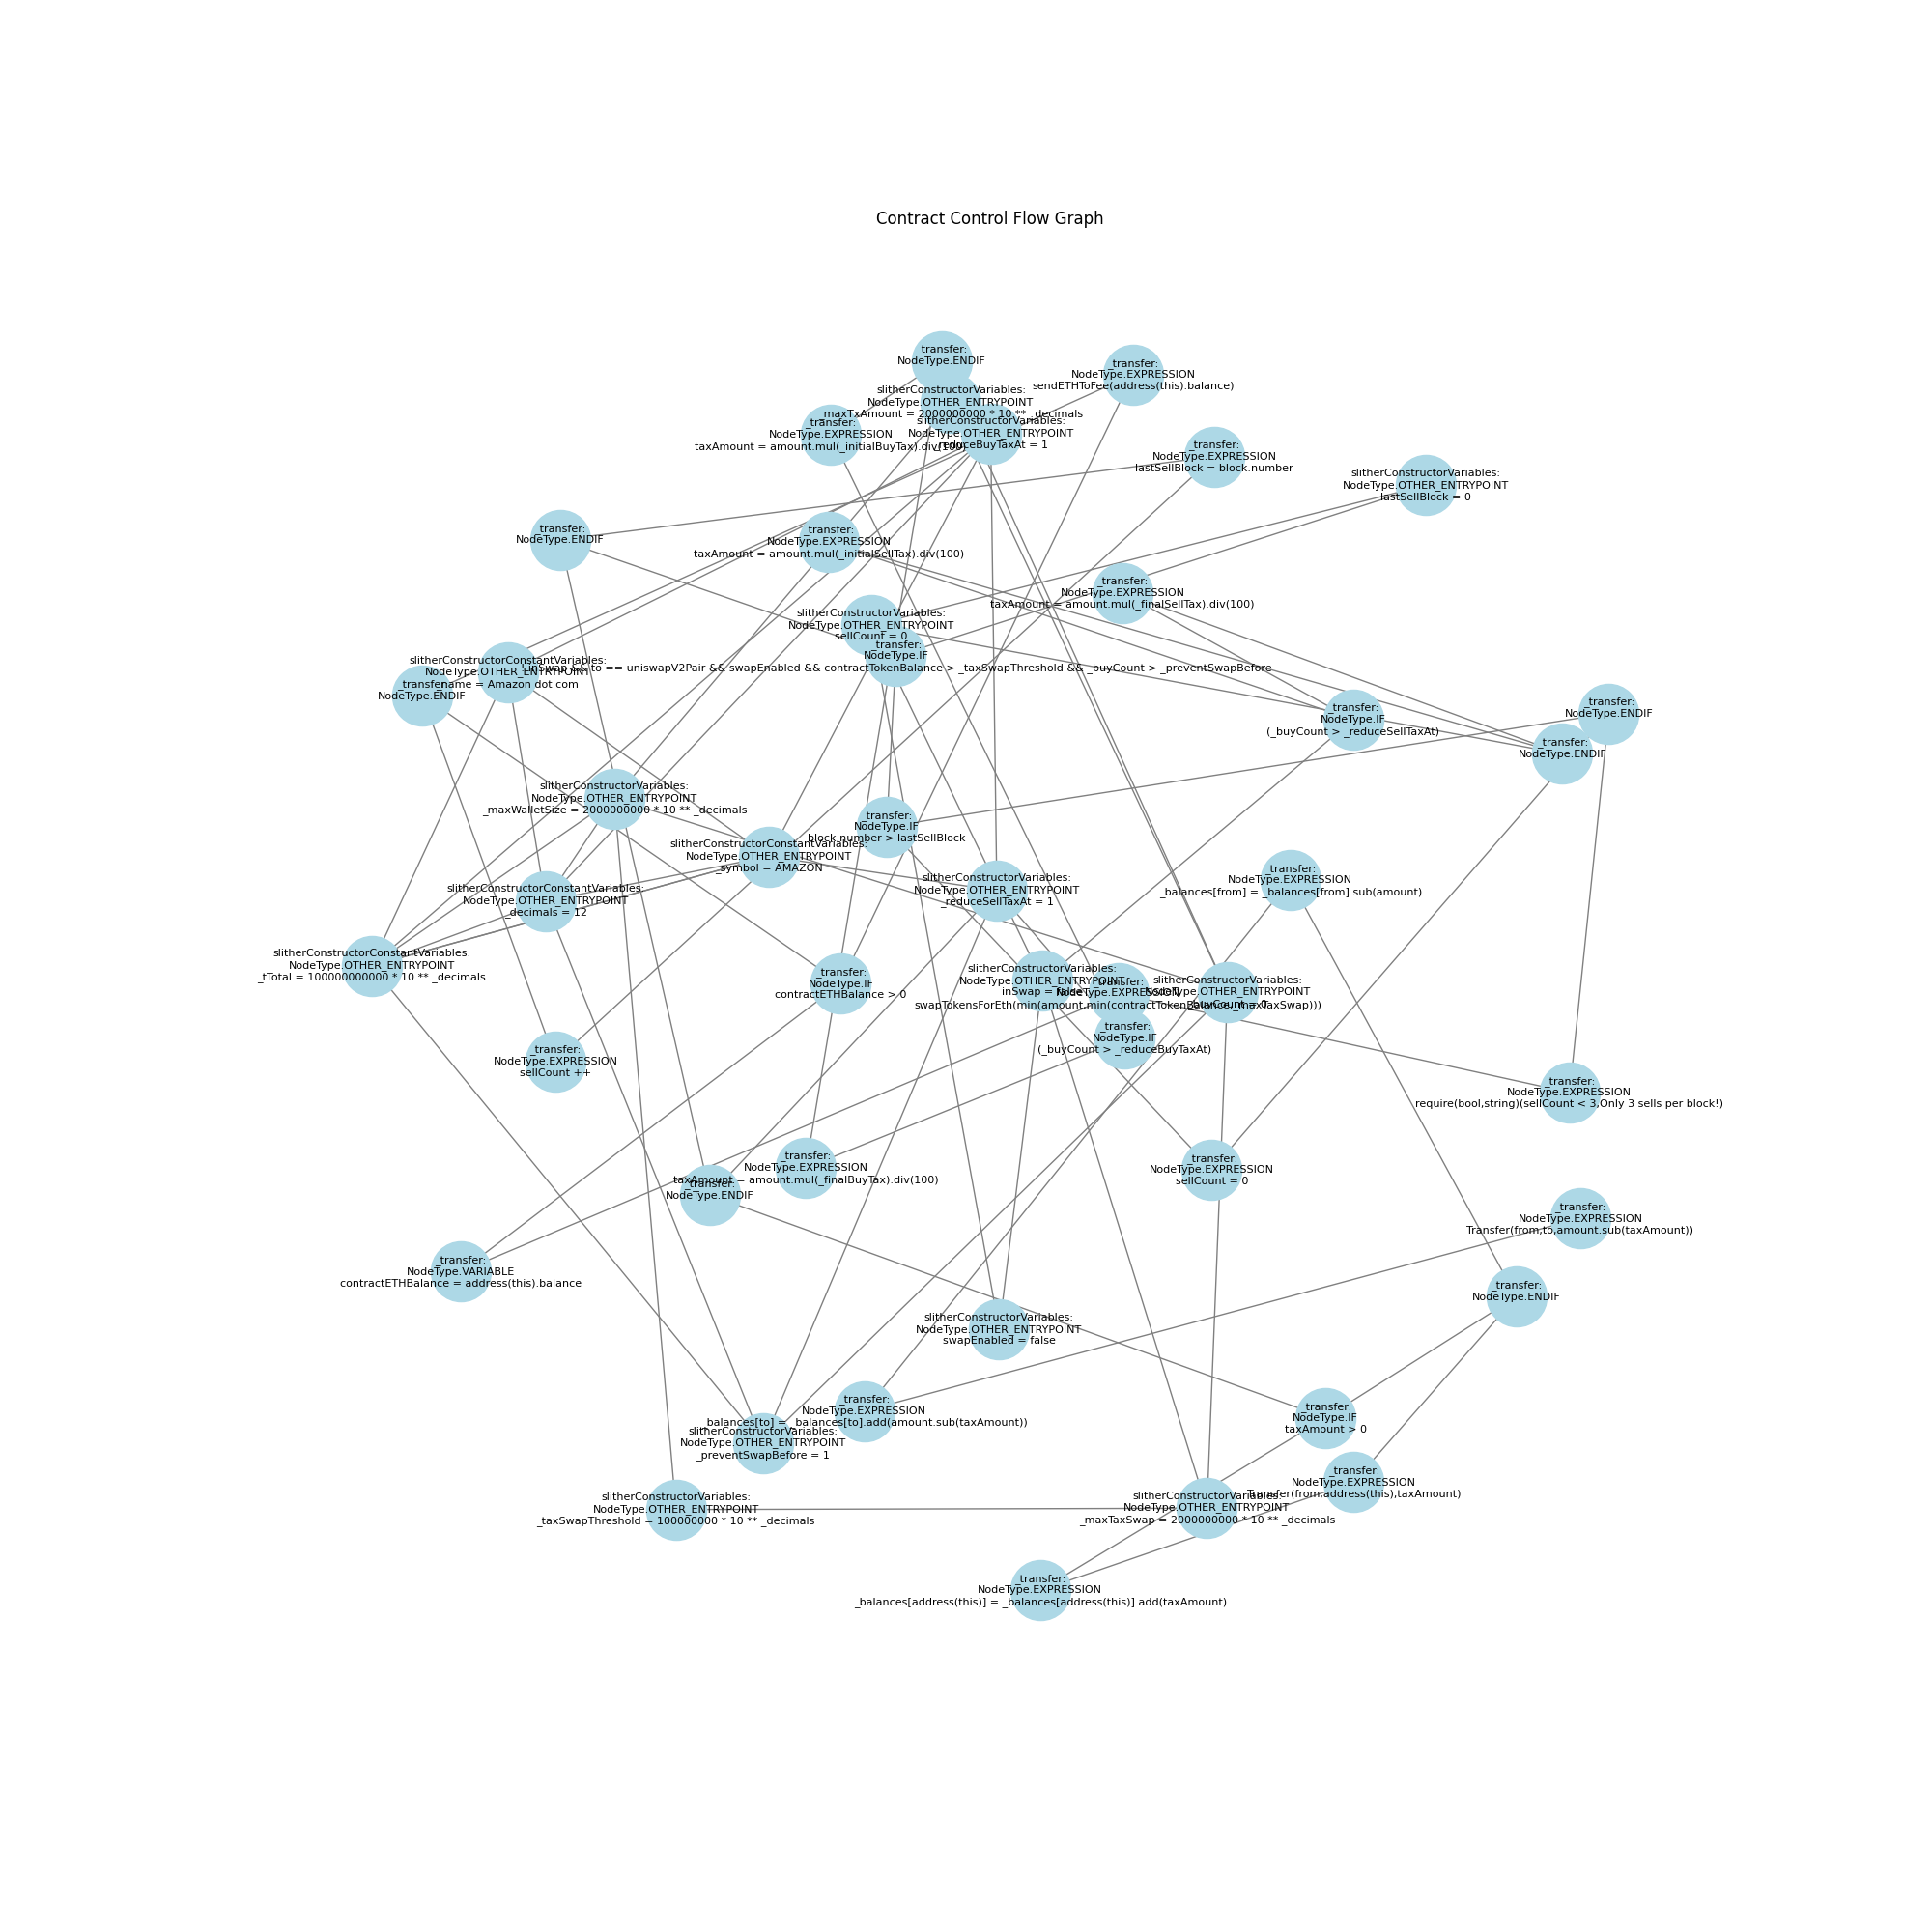 Contract Control Flow Graph
_transfer:
NodeType.ENDIF
_transfer:
NodeType.EXPRESSION
sendETHToFee(address(this).balance)
slitherConstructorVariables:
NodeType.OTHER_ENTRYPOINT
_maxTxAmount = 2000000000 * 10 ** _decimals
slitherConstructorVariables:
NodeType.OTHER_ENTRYPOINT
_reduceBuyTaxAt = 1
_transfer:
NodeType.EXPRESSION
taxAmount = amount.mul(_initialBuyTax).div(100)
_transfer:
NodeType.EXPRESSION
lastSellBlock = block.number
slitherConstructorVariables:
NodeType.OTHER_ENTRYPOINT
lastSellBlock = 0
_transfer:
NodeType.ENDIF
_transfer:
NodeType.EXPRESSION
taxAmount = amount.mul(_initialSellTax).div(100)
_transfer:
NodeType.EXPRESSION
taxAmount = amount.mul(_finalSellTax).div(100)
slitherConstructorVariables:
NodeType.OTHER_ENTRYPOINT
sellCount = 0
_transfer:
NodeType.IF
to == uniswapV2Pair && swapEnabled && contractTokenBalance > _taxSwapThreshold && _buyCount > _preventSwapBefore
slitherConstructorConstantVariables:
NodeType.OTHER_ENTRYPOINT
_name = Amazon dot com
_transfer:
NodeType.ENDIF
_transfer:
NodeType.IF
(_buyCount > _reduceSellTaxAt)
_transfer:
NodeType.ENDIF
_transfer:
NodeType.ENDIF
slitherConstructorVariables:
NodeType.OTHER_ENTRYPOINT
_maxWalletSize = 2000000000 * 10 ** _decimals
_transfer:
NodeType.IF
block.number > lastSellBlock
slitherConstructorConstantVariables:
NodeType.OTHER_ENTRYPOINT
_symbol = AMAZON
slitherConstructorVariables:
NodeType.OTHER_ENTRYPOINT
_reduceSellTaxAt = 1
_transfer:
NodeType.EXPRESSION
_balances[from] = _balances[from].sub(amount)
slitherConstructorConstantVariables:
NodeType.OTHER_ENTRYPOINT
_decimals = 12
slitherConstructorConstantVariables:
NodeType.OTHER_ENTRYPOINT
_tTotal = 100000000000 * 10 ** _decimals
_transfer:
NodeType.IF
contractETHBalance > 0
slitherConstructorVariables:
NodeType.OTHER_ENTRYPOINT
inSwap = false
_transfer:
NodeType.EXPRESSION
swapTokensForEth(min(amount,min(contractTokenBalance,_maxTaxSwap)))
slitherConstructorVariables:
NodeType.OTHER_ENTRYPOINT
_buyCount = 0
_transfer:
NodeType.IF
(_buyCount > _reduceBuyTaxAt)
_transfer:
NodeType.EXPRESSION
sellCount ++
_transfer:
NodeType.EXPRESSION
require(bool,string)(sellCount < 3,Only 3 sells per block!)
_transfer:
NodeType.EXPRESSION
taxAmount = amount.mul(_finalBuyTax).div(100)
_transfer:
NodeType.ENDIF
_transfer:
NodeType.EXPRESSION
sellCount = 0
_transfer:
NodeType.EXPRESSION
Transfer(from,to,amount.sub(taxAmount))
_transfer:
NodeType.VARIABLE
contractETHBalance = address(this).balance
_transfer:
NodeType.ENDIF
slitherConstructorVariables:
NodeType.OTHER_ENTRYPOINT
swapEnabled = false
_transfer:
NodeType.EXPRESSION
_balances[to] = _balances[to].add(amount.sub(taxAmount))
_transfer:
NodeType.IF
taxAmount > 0
slitherConstructorVariables:
NodeType.OTHER_ENTRYPOINT
_preventSwapBefore = 1
_transfer:
NodeType.EXPRESSION
Transfer(from,address(this),taxAmount)
slitherConstructorVariables:
NodeType.OTHER_ENTRYPOINT
_taxSwapThreshold = 100000000 * 10 ** _decimals
slitherConstructorVariables:
NodeType.OTHER_ENTRYPOINT
_maxTaxSwap = 2000000000 * 10 ** _decimals
_transfer:
NodeType.EXPRESSION
_balances[address(this)] = _balances[address(this)].add(taxAmount)